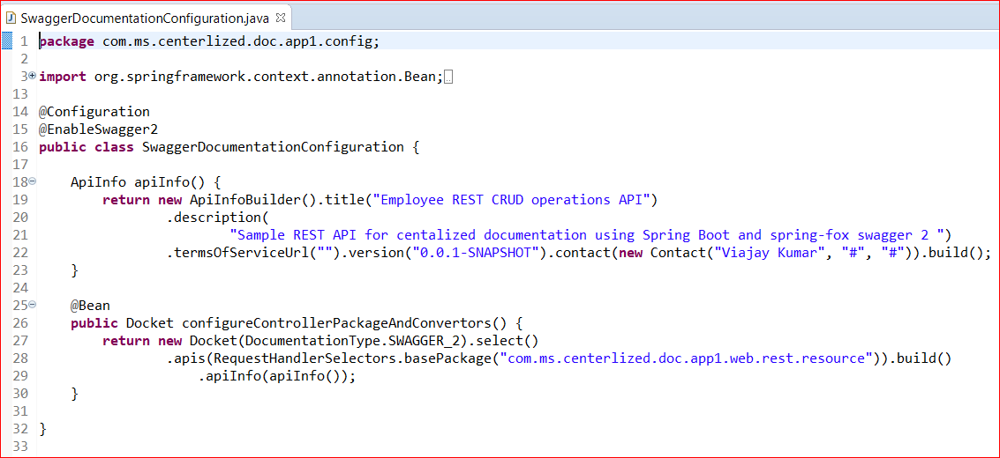 SwaggerDocumentationConfiguration.java
1 package com.ms.centerlized.doc.app1.config;
2
3 import org.springframework.context.annotation.Bean;
13
14 @Configuration
15 @EnableSwagger2
16 public class SwaggerDocumentationConfiguration {
17
18 ApiInfo apiInfo() {
19 return new ApiInfoBuilder().title("Employee REST CRUD operations API")
20 .description(
21 "Sample REST API for centalized documentation using Spring Boot and spring-fox swagger 2 ")
22 .termsOfServiceUrl("").version("0.0.1-SNAPSHOT").contact(new Contact("Viajay Kumar", "#", "#")).build();
23 }
24
25 @Bean
26 public Docket configureControllerPackageAndConvertors() {
27 return new Docket(DocumentationType.SWAGGER_2).select()
28 .apis(RequestHandlerSelectors.basePackage("com.ms.centerlized.doc.app1.web.rest.resource")).build()
29 .apiInfo(apiInfo());
30 }
31
32 }
33